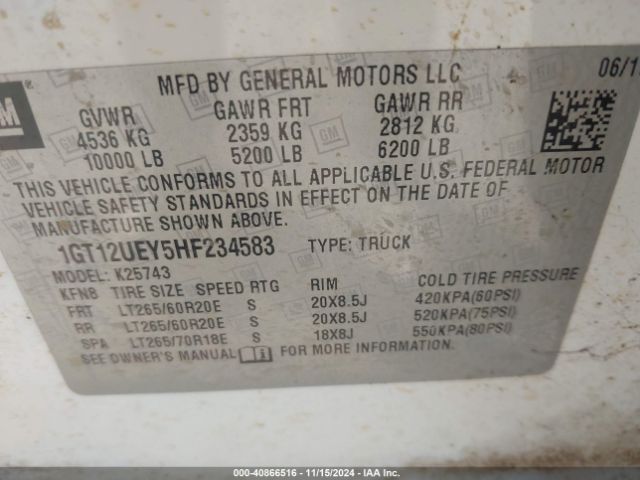 GM
MFD BY GENERAL MOTORS LLC
06/1
GVWR GAWR FRT GAWR RR
4536 KG 2359 KG 2812 KG
10000 LB 5200 LB 6200 LB
THIS VEHICLE CONFORMS TO ALL APPLICABLE U.S. FEDERAL MOTOR
VEHICLE SAFETY STANDARDS IN EFFECT ON THE DATE OF
MANUFACTURE SHOWN ABOVE.
1GT12UEY5HF234583 TYPE: TRUCK
MODEL: K25743
KFN8 TIRE SIZE SPEED RTG RIM COLD TIRE PRESSURE
FRT LT265/60R20E S 20X8.5J 420KPA(60PSI)
RR LT265/60R20E S 20X8.5J 520KPA(75PSI)
SPA LT265/70R18E S 18X8J 550KPA(80PSI)
SEE OWNER'S MANUAL FOR MORE INFORMATION.
000-40866516 - 11/15/2024 - IAA Inc.